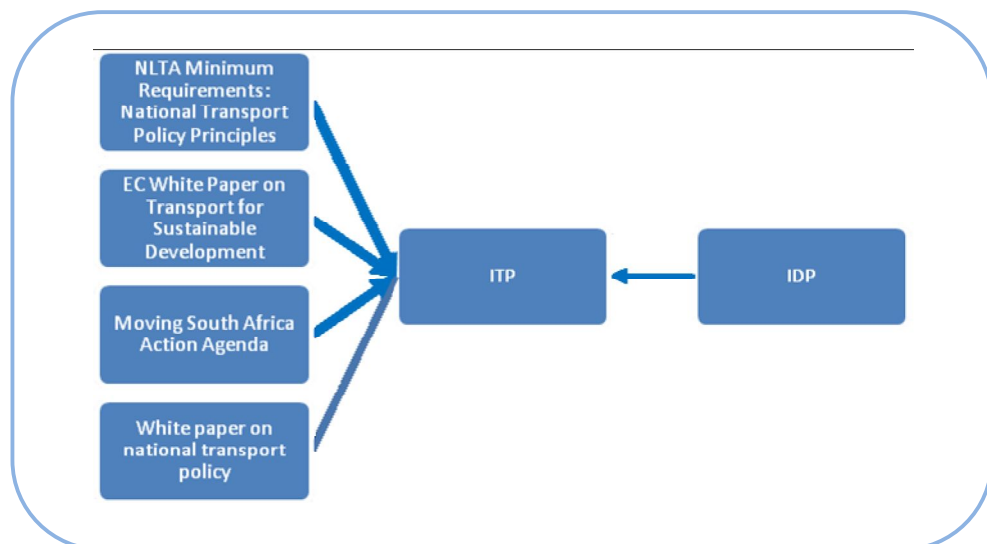 NLTA Minimum
Requirements:
National Transport
Policy Principles
EC White Paper on
Transport for
Sustainable
Development
Moving South Africa
Action Agenda
White paper on
national transport
policy
ITP
IDP